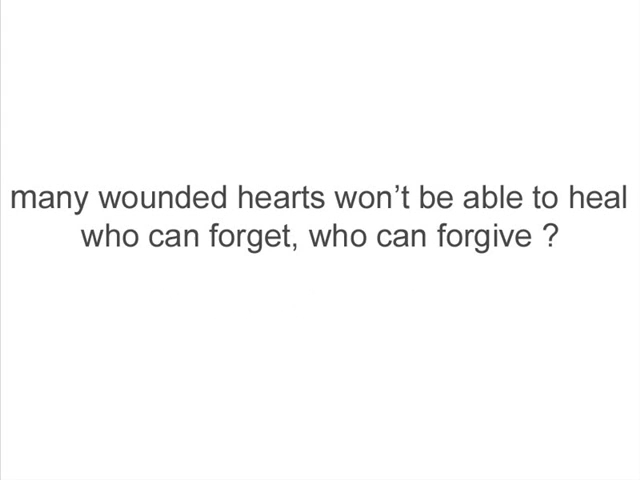 many wounded hearts won’t be able to heal
who can forget, who can forgive ?